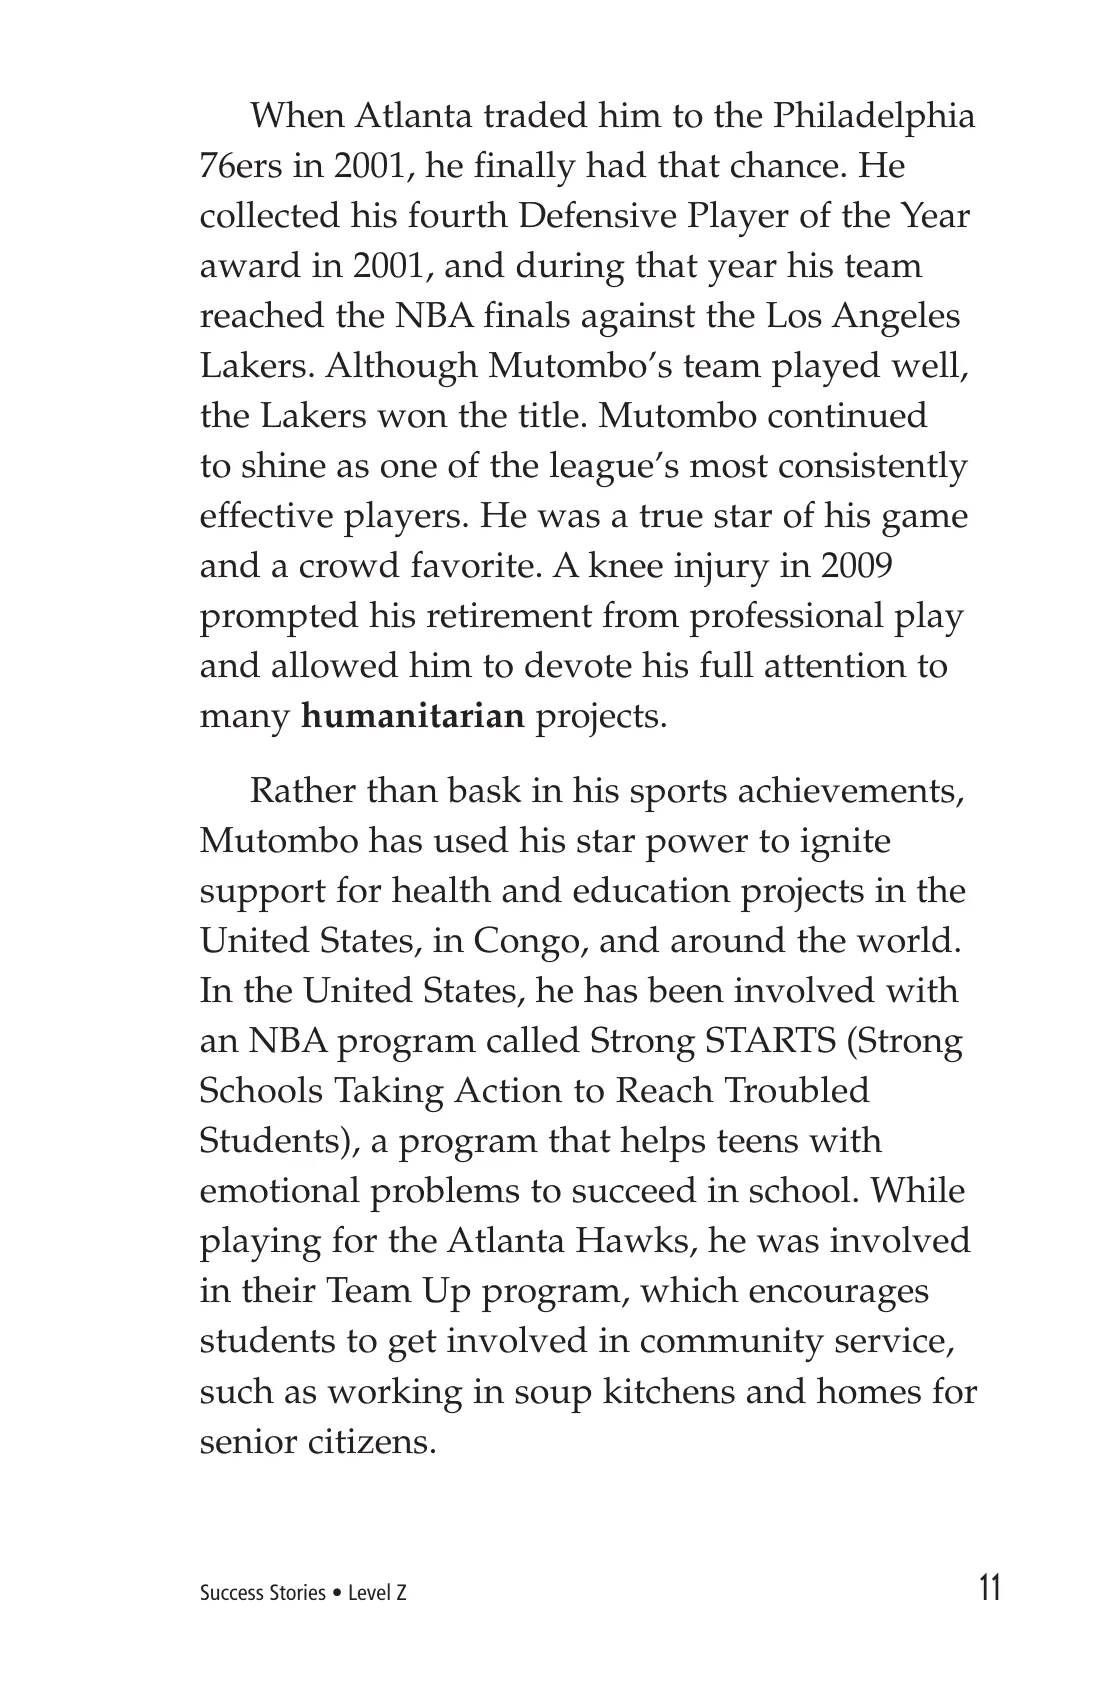 When Atlanta traded him to the Philadelphia
76ers in 2001, he finally had that chance. He
collected his fourth Defensive Player of the Year
award in 2001, and during that year his team
reached the NBA finals against the Los Angeles
Lakers. Although Mutombo’s team played well,
the Lakers won the title. Mutombo continued
to shine as one of the league’s most consistently
effective players. He was a true star of his game
and a crowd favorite. A knee injury in 2009
prompted his retirement from professional play
and allowed him to devote his full attention to
many humanitarian projects.
Rather than bask in his sports achievements,
Mutombo has used his star power to ignite
support for health and education projects in the
United States, in Congo, and around the world.
In the United States, he has been involved with
an NBA program called Strong STARTS (Strong
Schools Taking Action to Reach Troubled
Students), a program that helps teens with
emotional problems to succeed in school. While
playing for the Atlanta Hawks, he was involved
in their Team Up program, which encourages
students to get involved in community service,
such as working in soup kitchens and homes for
senior citizens.
Success Stories • Level Z
11